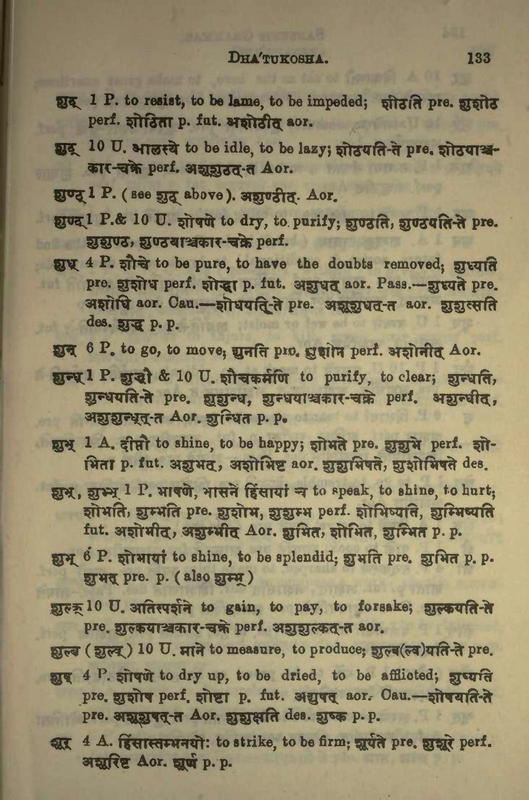 DHA'TUKOSHA. 133
शुठ् 1 P. to resist, to be lame, to be impeded; शोठति pre. शुशोठ
perf. शोठिता p. fut. अशोठीत् aor.
शुठ् 10 U. आलस्ये to be idle, to be lazy; शोठयति-ते pre. शोठयाञ्च-
कार-चक्रे perf. अशूशुठत्-त Aor.
शुण्ठ् 1 P. (see शुठ् above). अशुण्ठीत्. Aor.
शुण्ठ् 1 P. & 10 U. शोषणे to dry, to purify; शुण्ठति, शुण्ठयति-ते pre.
शुशुण्ठ, शुण्ठयाञ्चकार-चक्रे perf.
शुध् 4 P. शौचे to be pure, to have the doubts removed; शुध्यति
pre. शुशोध perf. शोद्धा p. fut. अशुधत् aor. Pass.—शुध्यते pre.
अशोधि aor. Cau.—शोधयति-ते pre. अशूशुधत्-त aor. शुशुत्सति
des. शुद्ध p. p.
शुन् 6 P. to go, to move; शुनति pre. शुशोन perf. अशोनीत् Aor.
शुन्ध् 1 P. शुद्धौ & 10 U. शौचकर्मणि to purify, to clear; शुन्धति,
शुन्धयति-ते pre. शुशुन्ध, शुन्धयाञ्चकार-चक्रे perf. अशुन्धीत्,
अशुशुन्धत्-त Aor. शुन्धित p. p.
शुभ् 1 A. दीप्तौ to shine, to be happy; शोभते pre. शुशुभे perf. शो-
भिता p. fut. अशुभत्, अशोभिष्ट aor. शुशुभिषते, शुशोभिषते des.
शुभ्, शुम्भ् 1 P. भाषणे, भासने हिंसायां च to speak, to shine, to hurt;
शोभति, शुम्भति pre. शुशोभ, शुशुम्भ perf. शोभिष्यति, शुम्भिष्यति
fut. अशोभीत्, अशुम्भीत् Aor. शुभित, शोभित, शुम्भित p. p.
शुभ् 6 P. शोभायां to shine, to be splendid; शुभति pre. शुभित p. p.
शुभत् pre. p. (also शुम्भ्)
शुल्क् 10 U. अतिस्पर्शने to gain, to pay, to forsake; शुल्कयति-ते
pre. शुल्कयाञ्चकार-चक्रे perf. अशुशुल्कत्-त aor.
शुल्ब (शुल्व्) 10 U. माने to measure, to produce; शुल्ब(ल्व)यति-ते pre.
शुष् 4 P. शोषणे to dry up, to be dried, to be afflicted; शुष्यति
pre. शुशोष perf. शोष्टा p. fut. अशुषत् aor. Cau.—शोषयति-ते
pre. अशूशुषत्-त Aor. शुशुक्षति des. शुष्क p. p.
शूर् 4 A. हिंसास्तम्भनयोः to strike, to be firm; शूर्यते pre. शुशूरे perf.
अशूरिष्ट Aor. शूर्ण p. p.